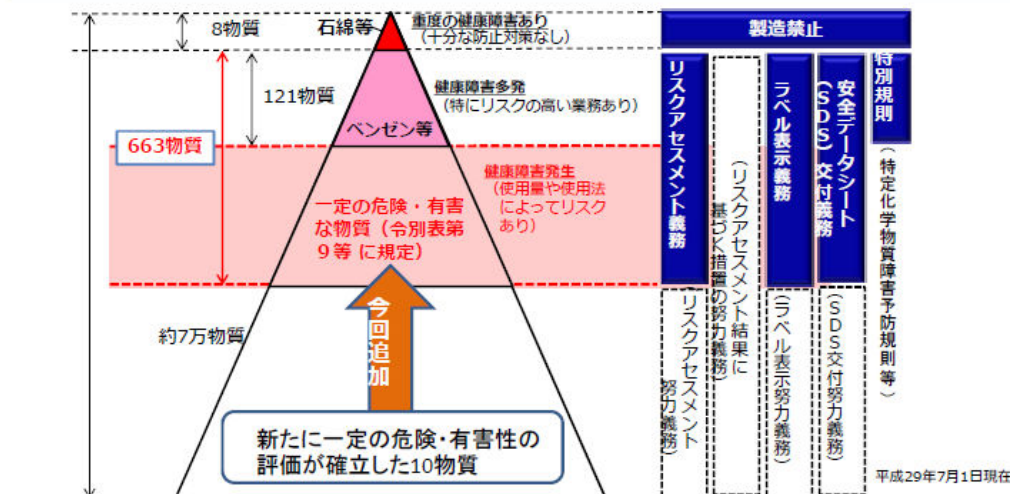 8物質
石綿等
重度の健康障害あり
（十分な防止対策なし）
製造禁止
121物質
健康障害多発
（特にリスクの高い業務あり）
ベンゼン等
663物質
健康障害発生
（使用量や使用法
によってリスク
あり）
一定の危険・有害
な物質（令別表第
９等 に規定）
約7万物質
今回追加
新たに一定の危険・有害性の
評価が確立した10物質
リスクアセスメント義務
（リスクアセスメント
努力義務）
（リスクアセスメント結果に
基づく措置の努力義務）
ラベル表示義務
（ラベル表示努力義務）
安全データシート
（SDS）交付義務
（SDS交付努力義務）
特別規則
（特定化学物質障害予防規則等）
平成29年7月1日現在